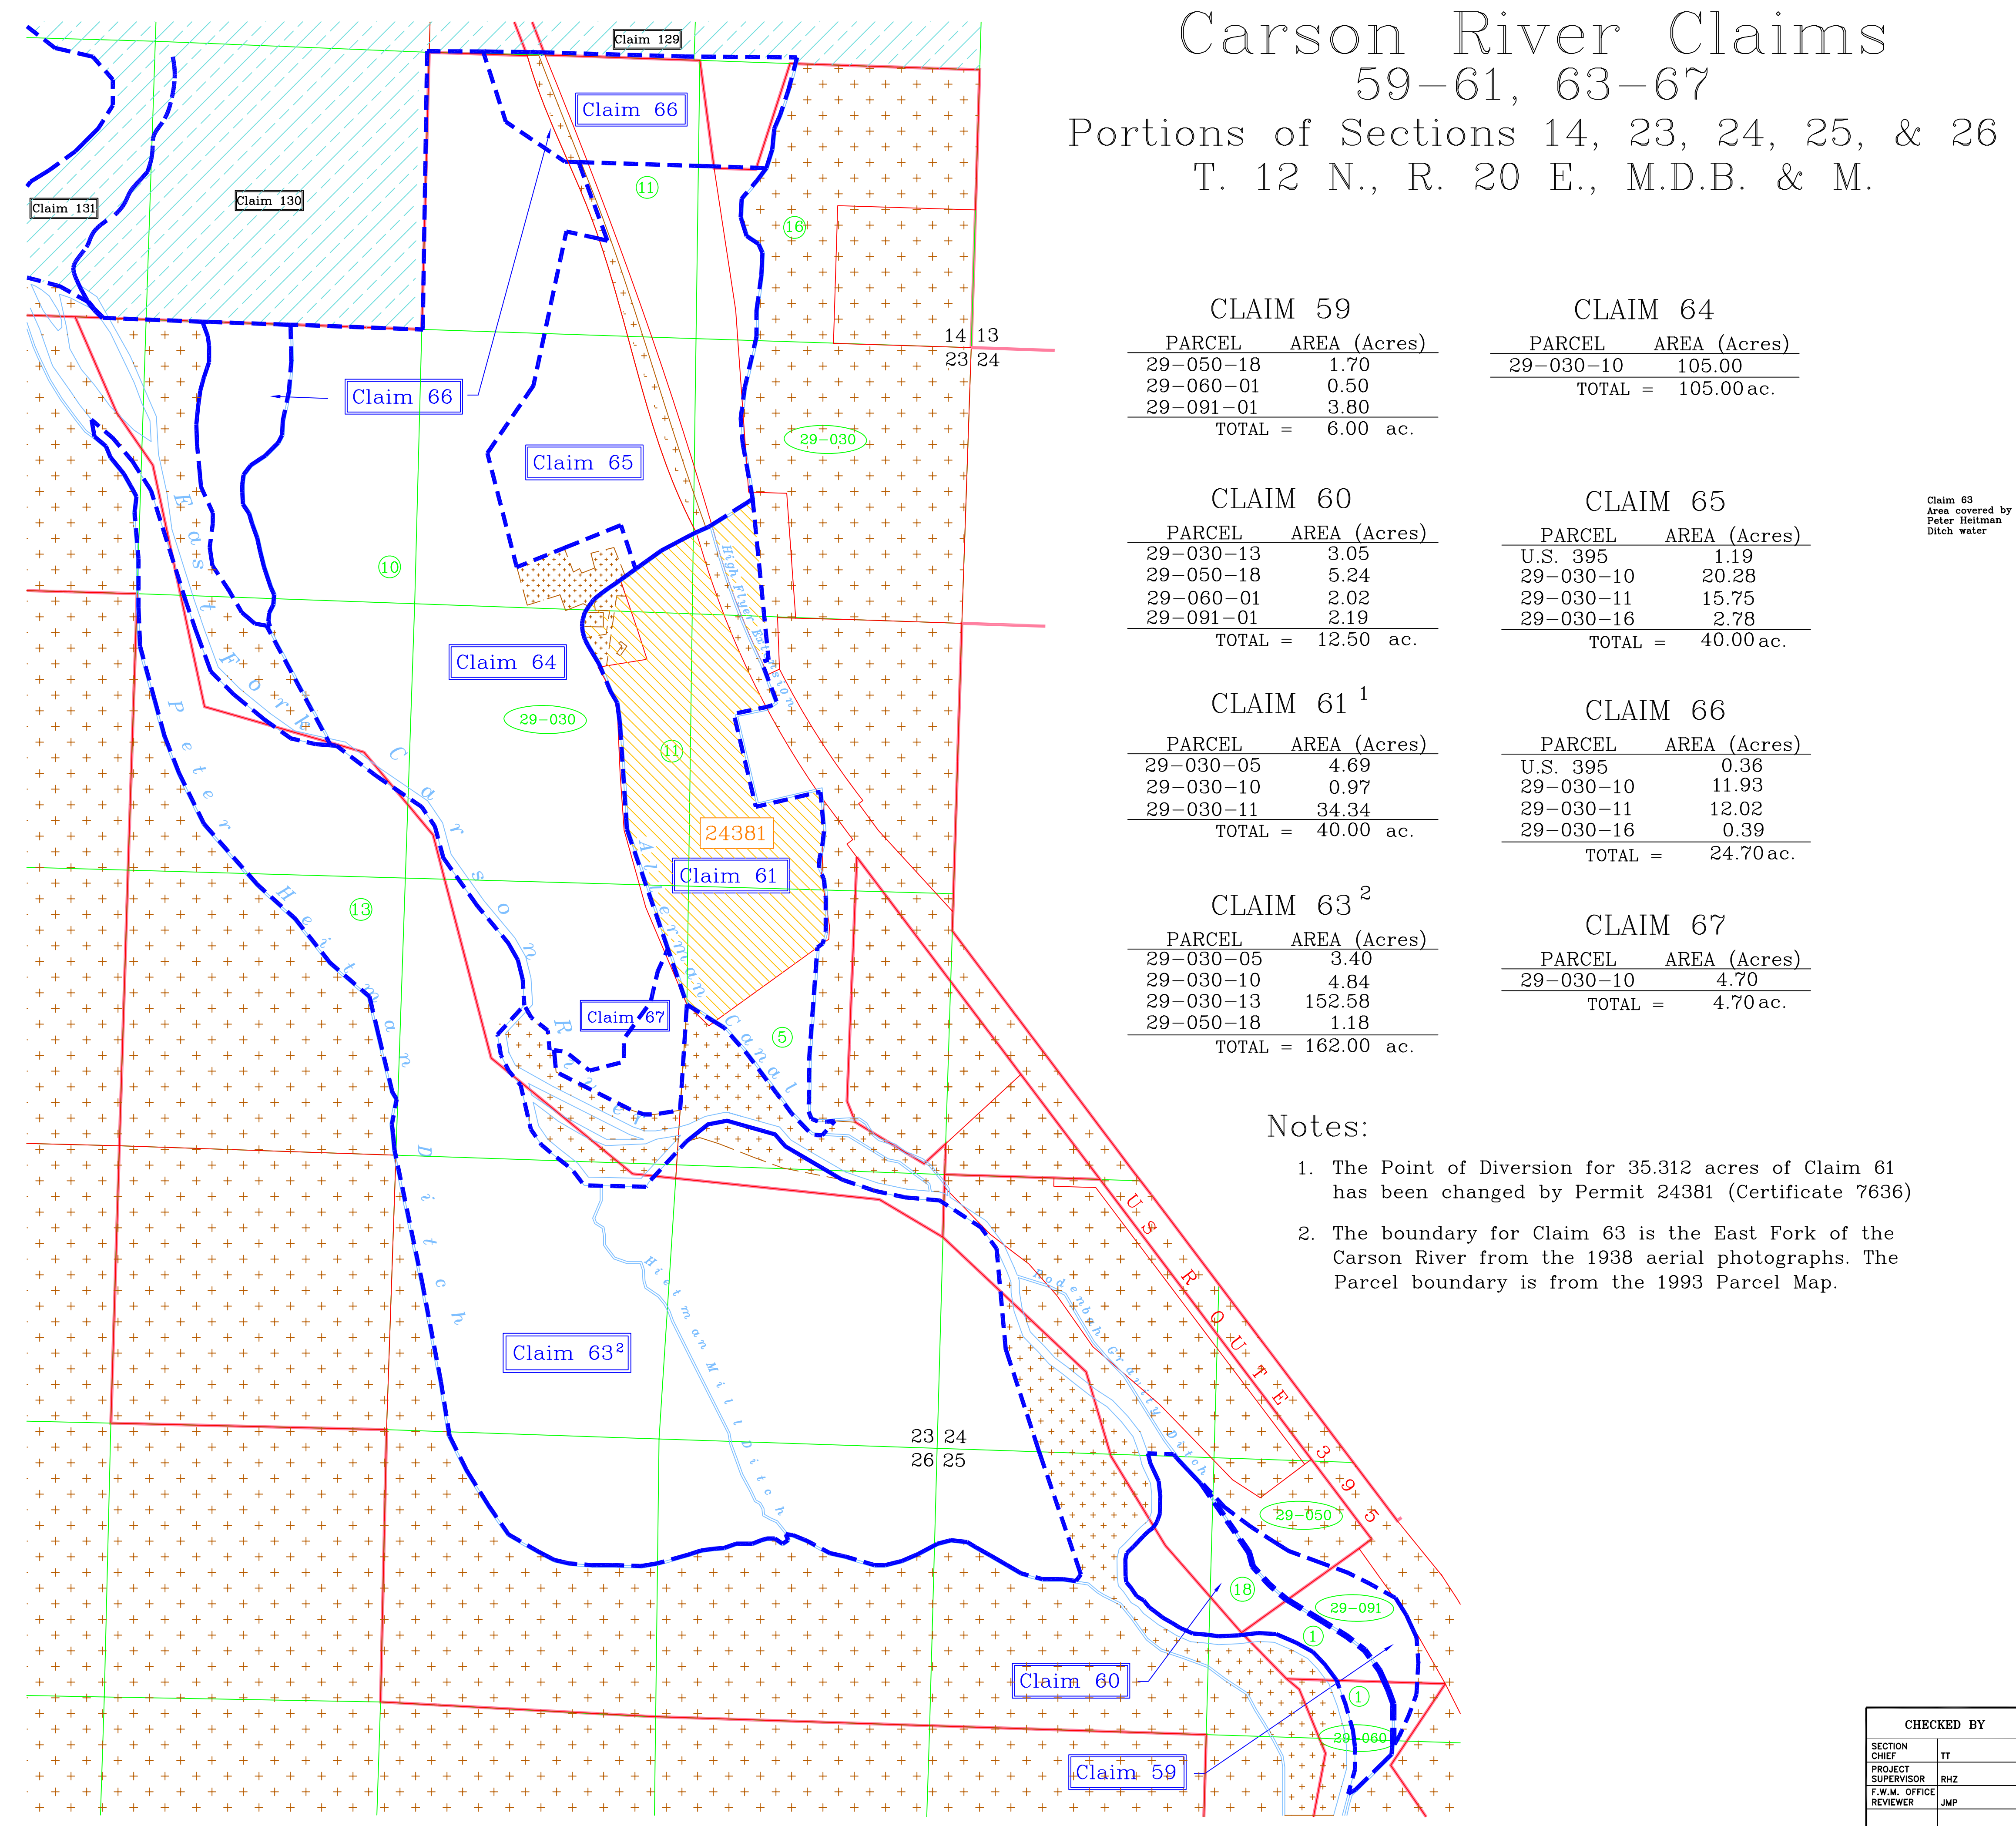 Carson River Claims
59-61, 63-67
Portions of Sections 14, 23, 24, 25, & 26
T. 12 N., R. 20 E., M.D.B. & M.
CLAIM 59
PARCEL AREA (Acres)
29-050-18 1.70
29-060-01 0.50
29-091-01 3.80
TOTAL = 6.00 ac.
CLAIM 64
PARCEL AREA (Acres)
29-030-10 105.00
TOTAL = 105.00 ac.
CLAIM 60
PARCEL AREA (Acres)
29-030-13 3.05
29-050-18 5.24
29-060-01 2.02
29-091-01 2.19
TOTAL = 12.50 ac.
CLAIM 65
PARCEL AREA (Acres)
U.S. 395 1.19
29-030-10 20.28
29-030-11 15.75
29-030-16 2.78
TOTAL = 40.00 ac.
Claim 63
Area covered by
Peter Heitman
Ditch water
CLAIM 61 1
PARCEL AREA (Acres)
29-030-05 4.69
29-030-10 0.97
29-030-11 34.34
TOTAL = 40.00 ac.
CLAIM 66
PARCEL AREA (Acres)
U.S. 395 0.36
29-030-10 11.93
29-030-11 12.02
29-030-16 0.39
TOTAL = 24.70 ac.
CLAIM 63 2
PARCEL AREA (Acres)
29-030-05 3.40
29-030-10 4.84
29-030-13 152.58
29-050-18 1.18
TOTAL = 162.00 ac.
CLAIM 67
PARCEL AREA (Acres)
29-030-10 4.70
TOTAL = 4.70 ac.
Notes:
1. The Point of Diversion for 35.312 acres of Claim 61
has been changed by Permit 24381 (Certificate 7636)
2. The boundary for Claim 63 is the East Fork of the
Carson River from the 1938 aerial photographs. The
Parcel boundary is from the 1993 Parcel Map.
Claim 129
Claim 66
Claim 131
Claim 130
11
16
14 13
23 24
Claim 66
29-030
Claim 65
10
High Flyer Extension
East Fork Carson River
Claim 64
29-030
11
24381
Claim 61
Allerman Canal
13
Peter Heitman Ditch
Claim 67
5
US ROUTE 395
Hietman Mill Ditch
Rodenbah Gravity Ditch
Claim 63²
23 24
26 25
29-050
18
29-091
1
Claim 60
1
29-060
Claim 59
CHECKED BY
SECTION
CHIEF TT
PROJECT
SUPERVISOR RHZ
F.W.M. OFFICE
REVIEWER JMP